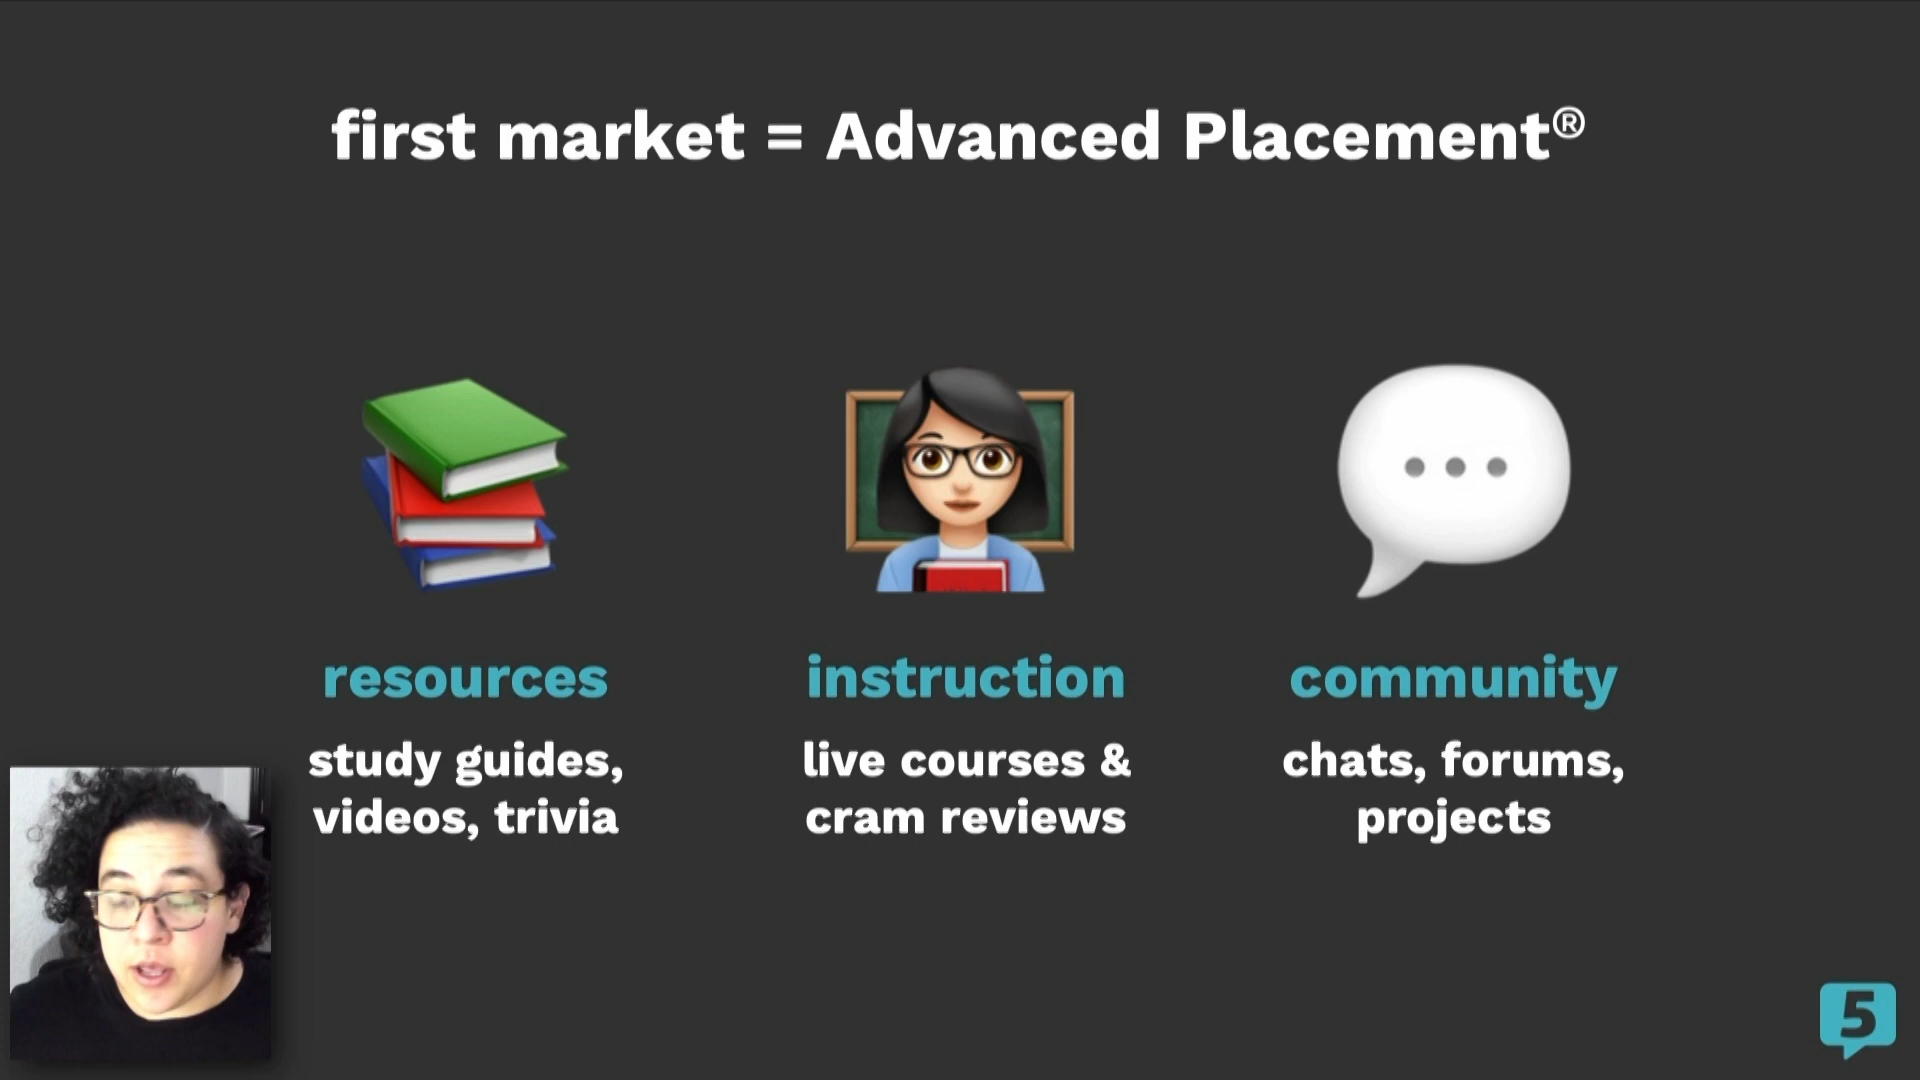 first market = Advanced Placement®
resources
instruction
community
study guides,
videos, trivia
live courses &
cram reviews
chats, forums,
projects
5